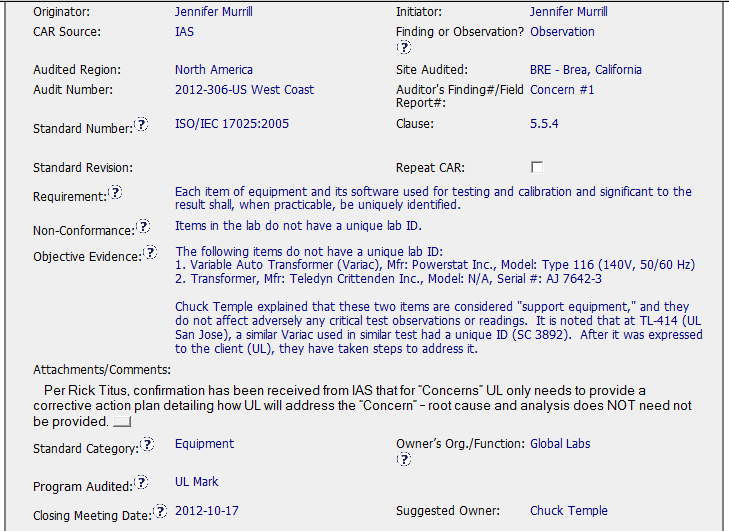 Originator: Jennifer Murrill Initiator: Jennifer Murrill
CAR Source: IAS Finding or Observation? Observation
?
Audited Region: North America Site Audited: BRE - Brea, California
Audit Number: 2012-306-US West Coast Auditor's Finding#/Field Concern #1
Report#:
Standard Number: ? ISO/IEC 17025:2005 Clause: 5.5.4
Standard Revision: Repeat CAR:
Requirement: ? Each item of equipment and its software used for testing and calibration and significant to the
result shall, when practicable, be uniquely identified.
Non-Conformance: ? Items in the lab do not have a unique lab ID.
Objective Evidence: ? The following items do not have a unique lab ID:
1. Variable Auto Transformer (Variac), Mfr: Powerstat Inc., Model: Type 116 (140V, 50/60 Hz)
2. Transformer, Mfr: Teledyn Crittenden Inc., Model: N/A, Serial #: AJ 7642-3
Chuck Temple explained that these two items are considered "support equipment," and they
do not affect adversely any critical test observations or readings. It is noted that at TL-414 (UL
San Jose), a similar Variac used in similar test had a unique ID (SC 3892). After it was expressed
to the client (UL), they have taken steps to address it.
Attachments/Comments:
Per Rick Titus, confirmation has been received from IAS that for "Concerns" UL only needs to provide a
corrective action plan detailing how UL will address the "Concern" – root cause and analysis does NOT need not
be provided.
Standard Category: ? Equipment Owner's Org./Function: Global Labs
?
Program Audited: ? UL Mark
Closing Meeting Date: ? 2012-10-17 Suggested Owner: Chuck Temple